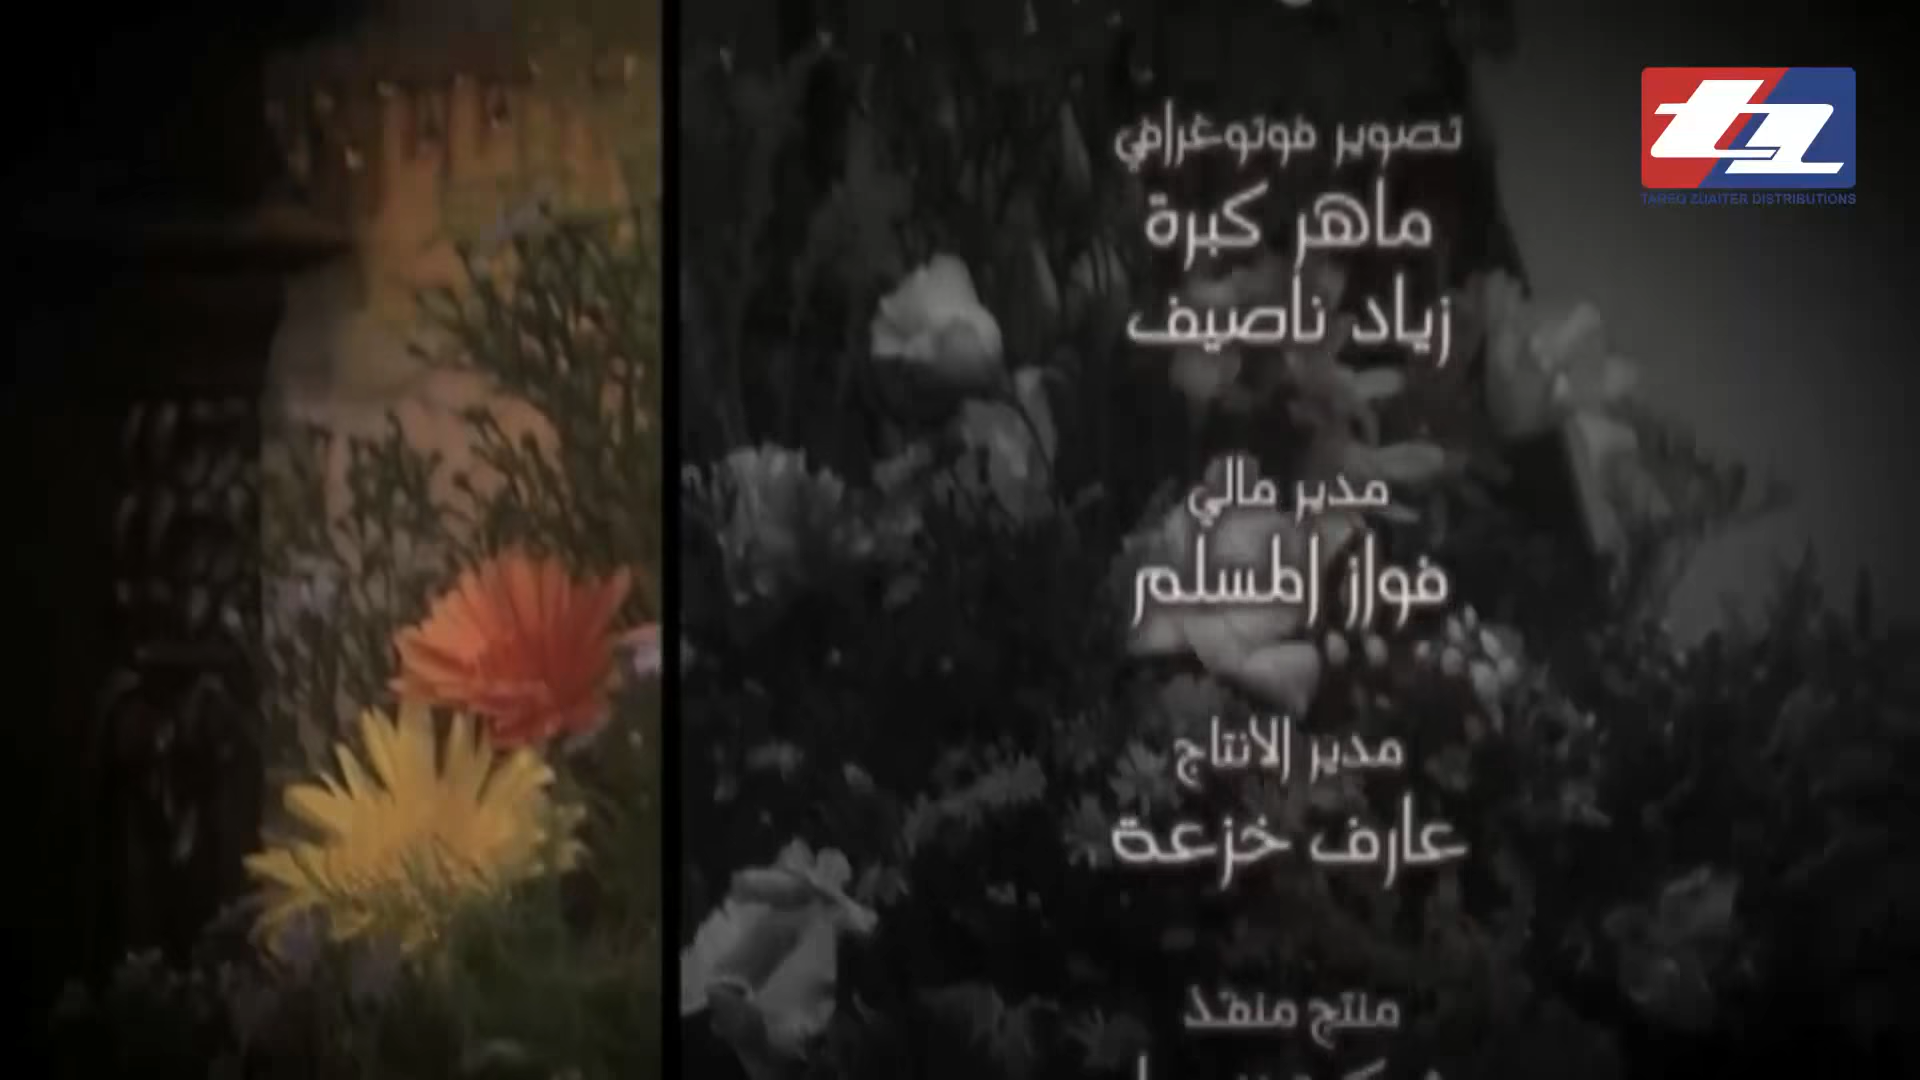 تصوير فوتوغرافي
ماهر كبرة
زياد ناصيف
مدير مالي
فواز المسلم
مدير الانتاج
عارف خزعة
منتج منفذ
tz
TAREQ ZUAITER DISTRIBUTIONS